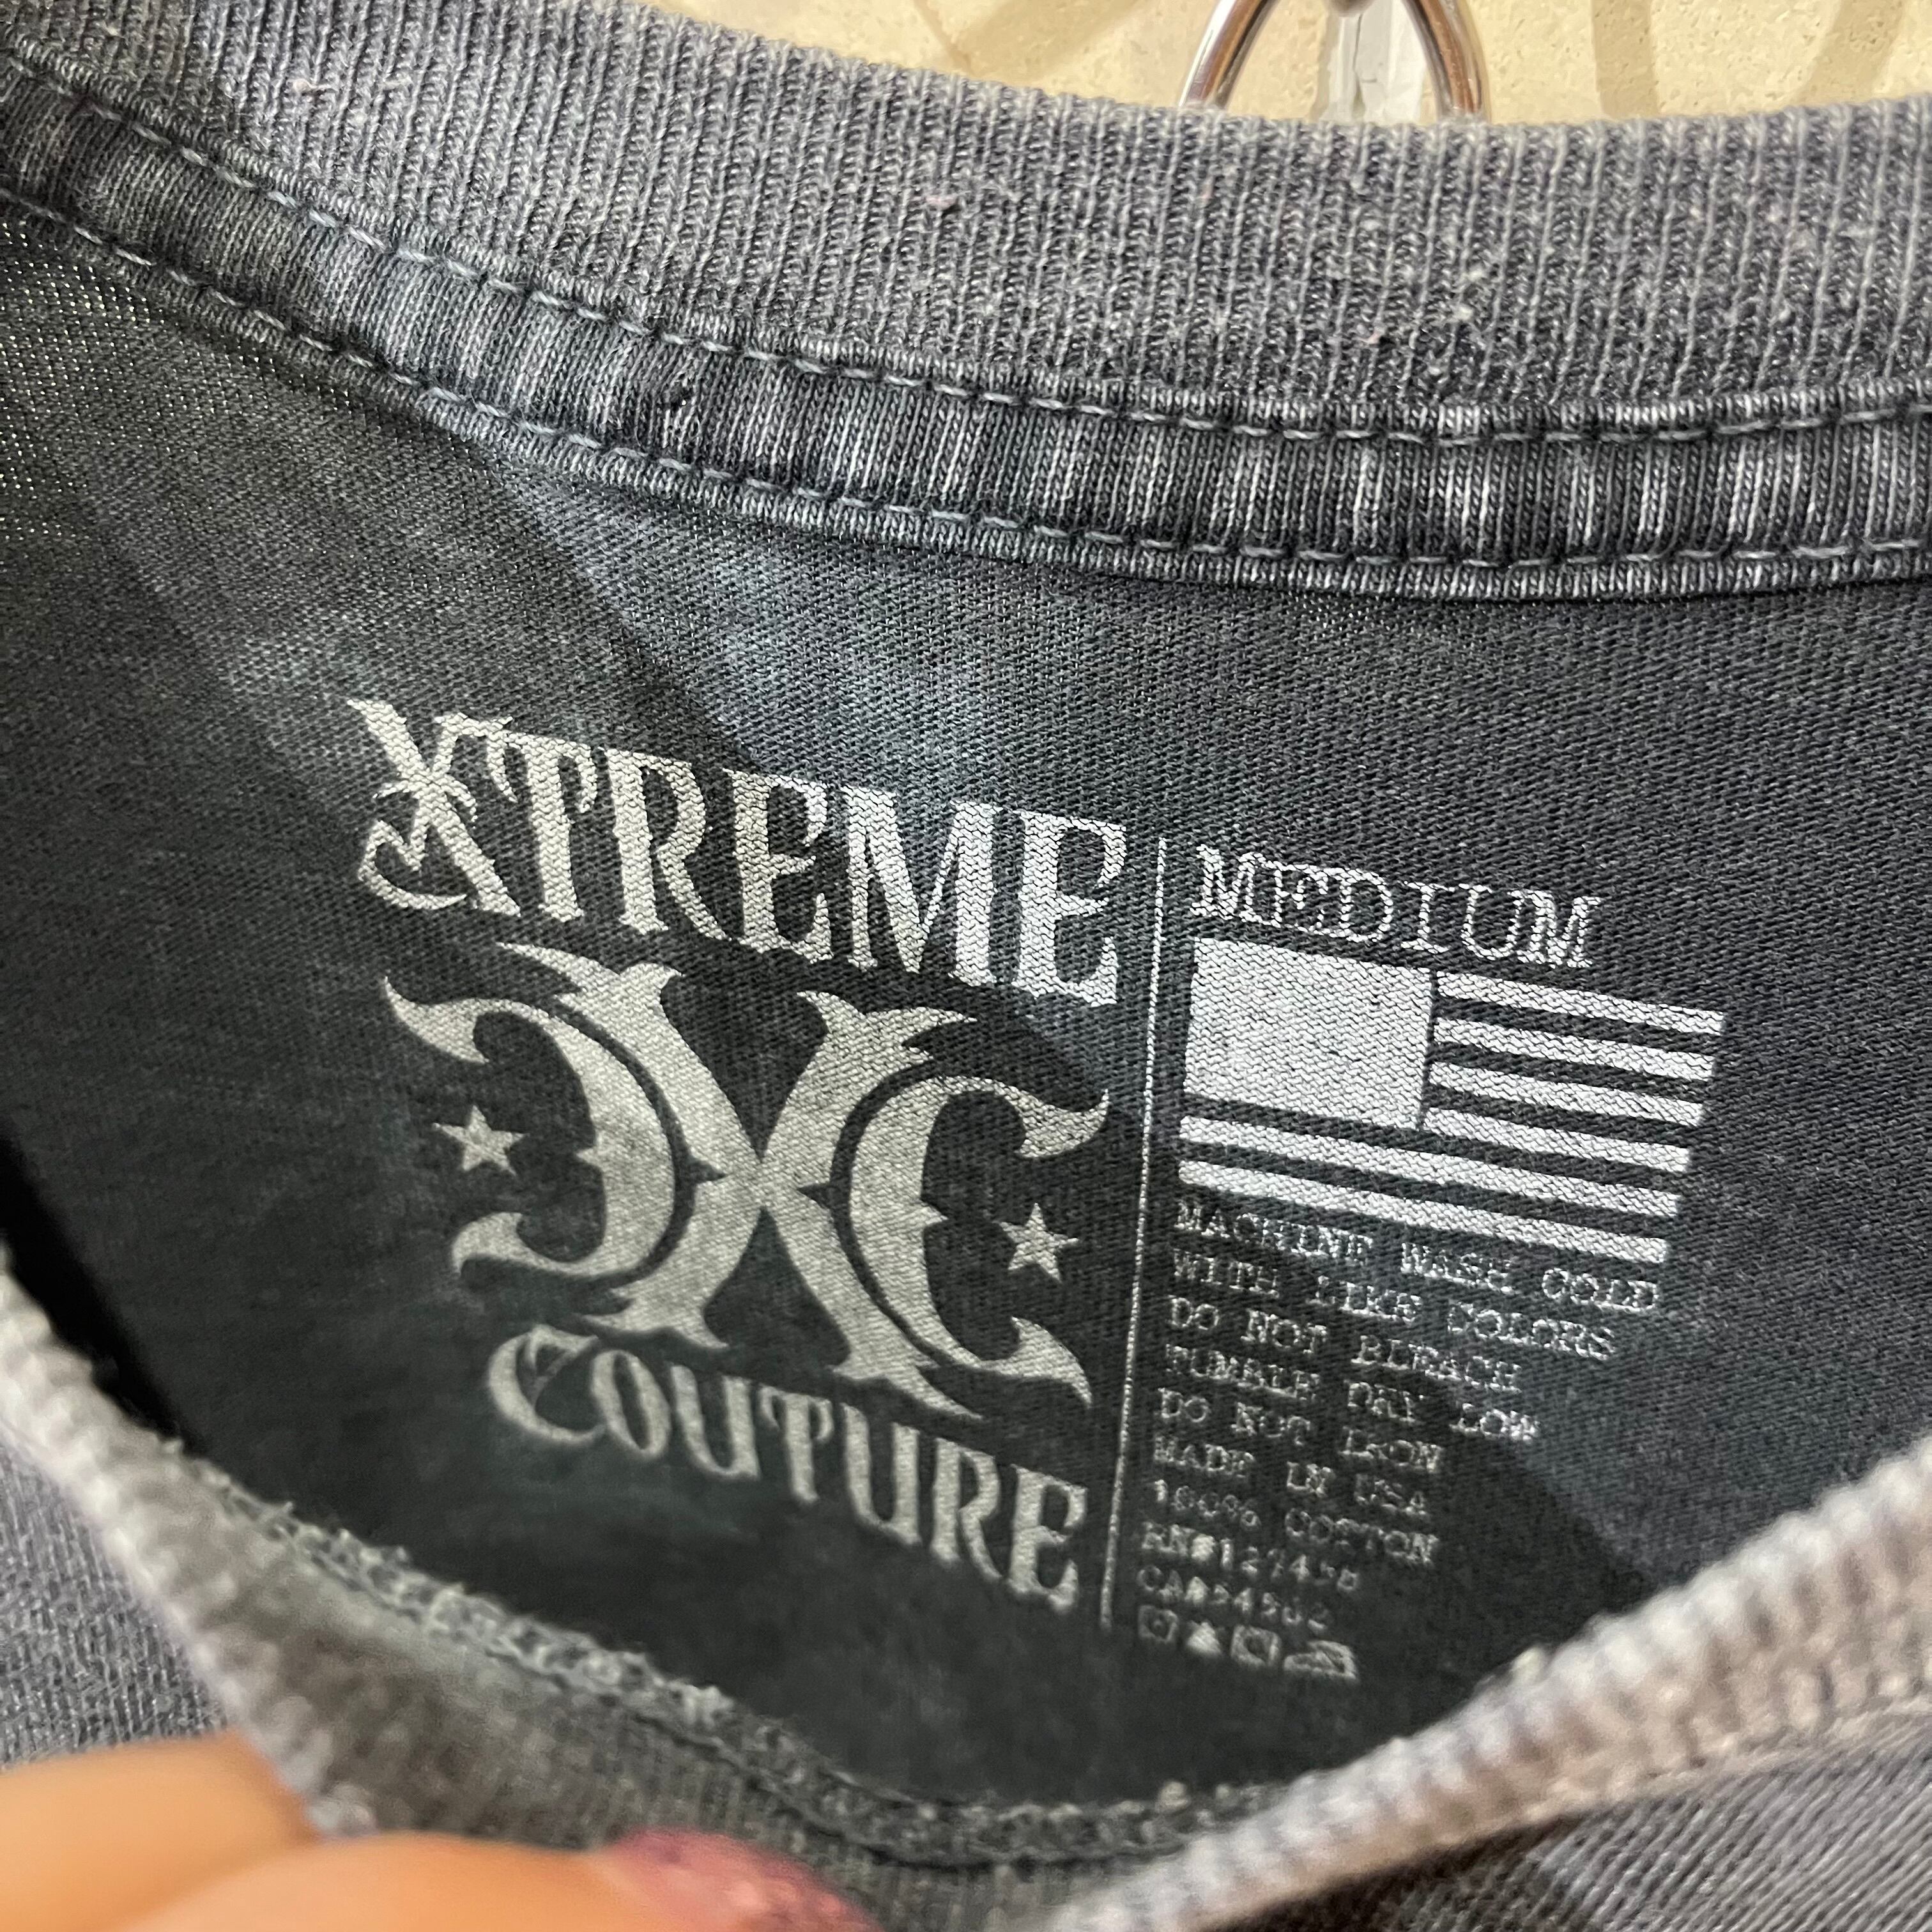 XTREME
XC
COUTURE
MEDIUM
MACHINE WASH COLD
WITH LIKE COLORS
DO NOT BLEACH
TUMBLE DRY LOW
DO NOT IRON
MADE IN USA
100% COTTON